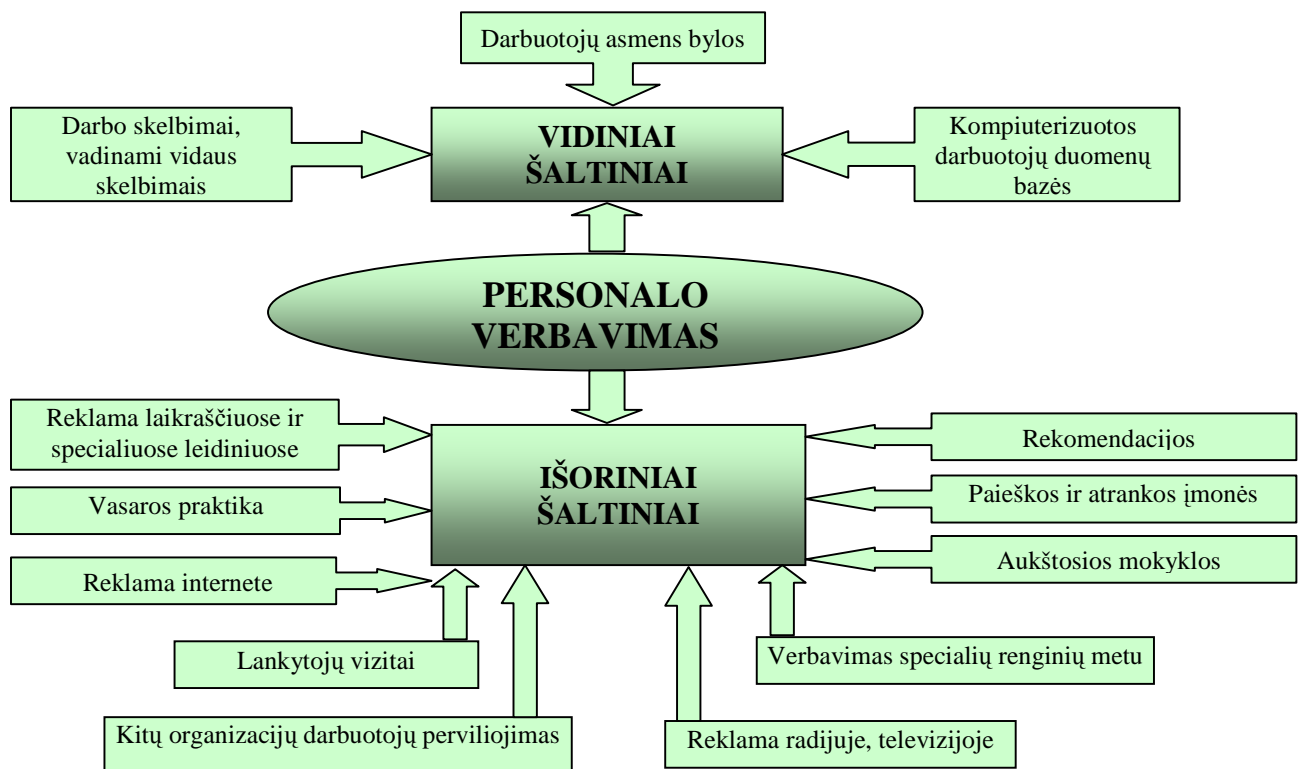 Darbuotojų asmens bylos
Darbo skelbimai,
vadinami vidaus
skelbimais
VIDINIAI
ŠALTINIAI
Kompiuterizuotos
darbuotojų duomenų
bazės
PERSONALO
VERBAVIMAS
Reklama laikraščiuose ir
specialiuose leidiniuose
Vasaros praktika
Reklama internete
IŠORINIAI
ŠALTINIAI
Rekomendacijos
Paieškos ir atrankos įmonės
Aukštosios mokyklos
Lankytojų vizitai
Verbavimas specialių renginių metu
Kitų organizacijų darbuotojų perviliojimas
Reklama radijuje, televizijoje